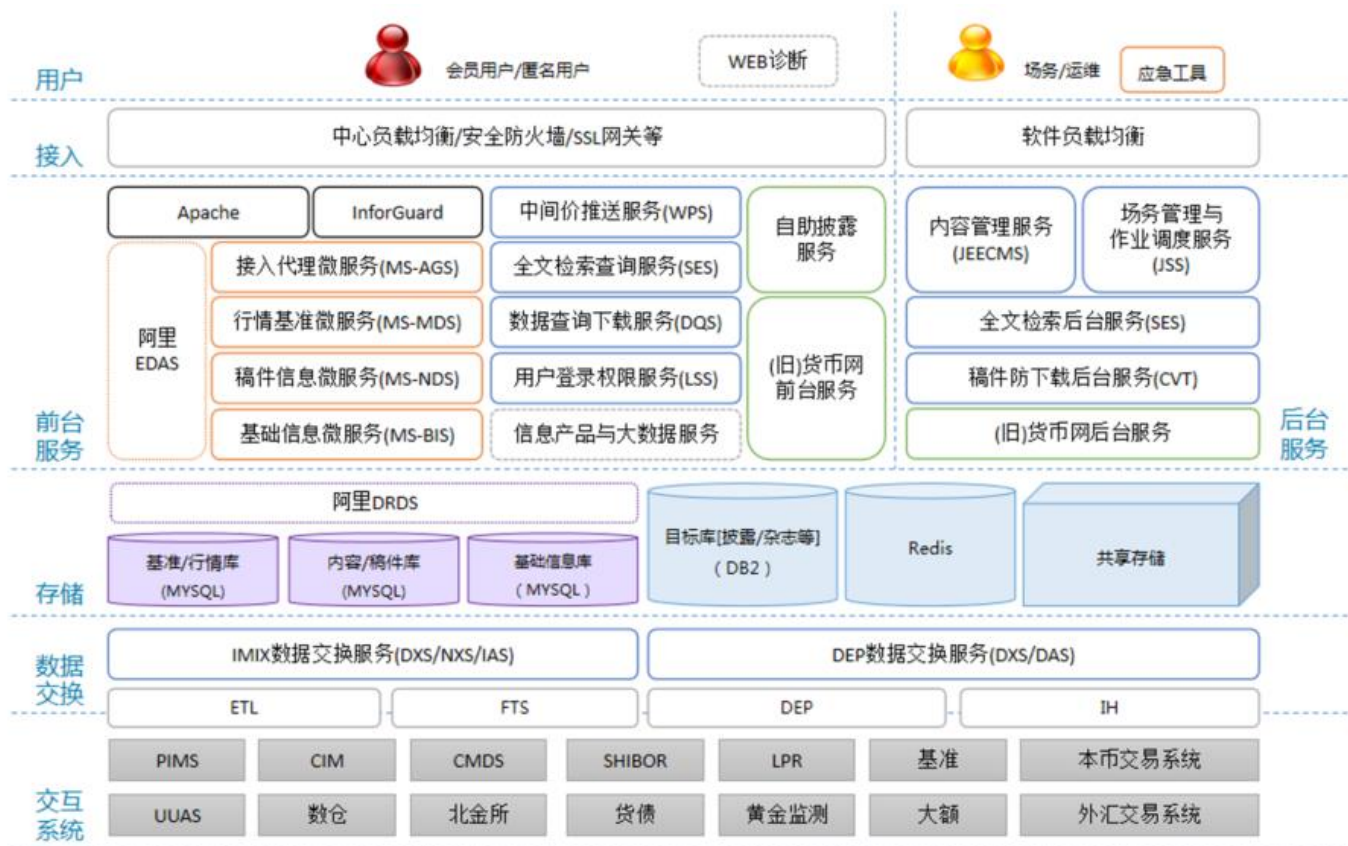 用户
会员用户/匿名用户
WEB诊断
场务/运维
应急工具
接入
中心负载均衡/安全防火墙/SSL网关等
软件负载均衡
Apache
InforGuard
中间价推送服务(WPS)
自助披露
服务
内容管理服务
(JEECMS)
场务管理与
作业调度服务
(JSS)
阿里
EDAS
接入代理微服务(MS-AGS)
全文检索查询服务(SES)
行情基准微服务(MS-MDS)
数据查询下载服务(DQS)
(旧)货币网
前台服务
全文检索后台服务(SES)
稿件信息微服务(MS-NDS)
用户登录权限服务(LSS)
稿件防下载后台服务(CVT)
前台
服务
基础信息微服务(MS-BIS)
信息产品与大数据服务
(旧)货币网后台服务
后台
服务
阿里DRDS
存储
基准/行情库
(MYSQL)
内容/稿件库
(MYSQL)
基础信息库
(MYSQL)
目标库[披露/杂志等]
(DB2)
Redis
共享存储
数据
交换
IMIX数据交换服务(DXS/NXS/IAS)
DEP数据交换服务(DXS/DAS)
ETL
FTS
DEP
IH
交互
系统
PIMS
CIM
CMDS
SHIBOR
LPR
基准
本币交易系统
UUAS
数仓
北金所
货债
黄金监测
大额
外汇交易系统